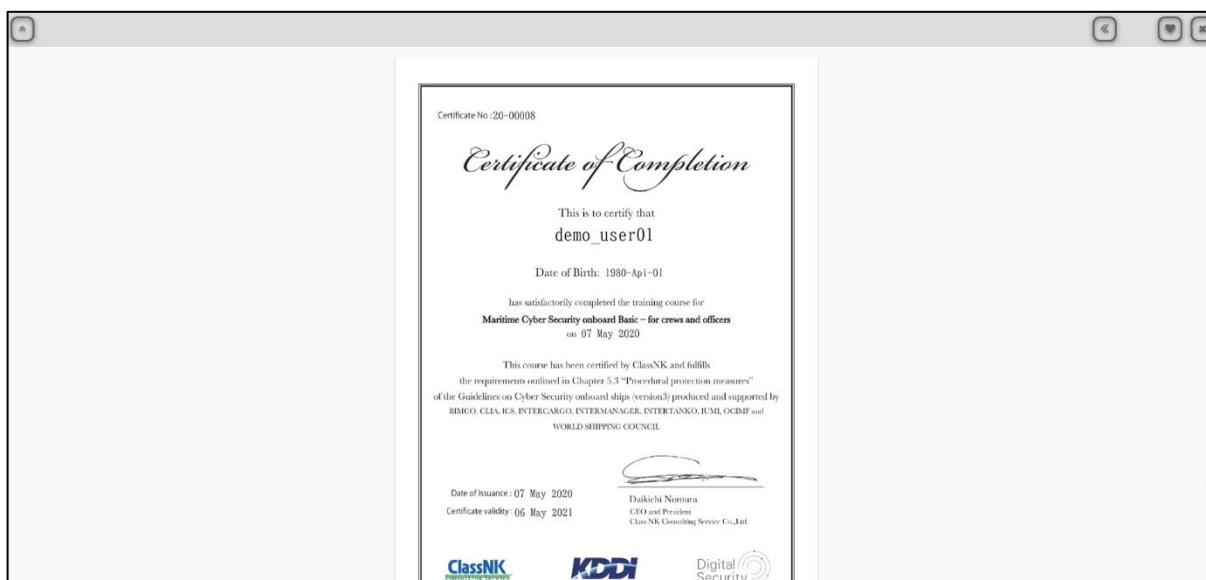 Certificate No :20-00008
Certificate of Completion
This is to certify that
demo_user01
Date of Birth: 1980-Api-01
has satisfactorily completed the training course for
Maritime Cyber Security onboard Basic – for crews and officers
on 07 May 2020
This course has been certified by ClassNK and fulfills
the requirements outlined in Chapter 5.3 “Procedural protection measures”
of the Guidelines on Cyber Security onboard ships (version3) produced and supported by
BIMCO, CLIA, ICS, INTERCARGO, INTERMANAGER, INTERTANKO, IUMI, OCIMF and
WORLD SHIPPING COUNCIL
Date of Issuance : 07 May 2020
Certificate validity : 06 May 2021
Daikichi Nomura
CEO and President
Class NK Consulting Service Co.,Ltd.
ClassNK
Consulting Service
KDDI
Digital
Security